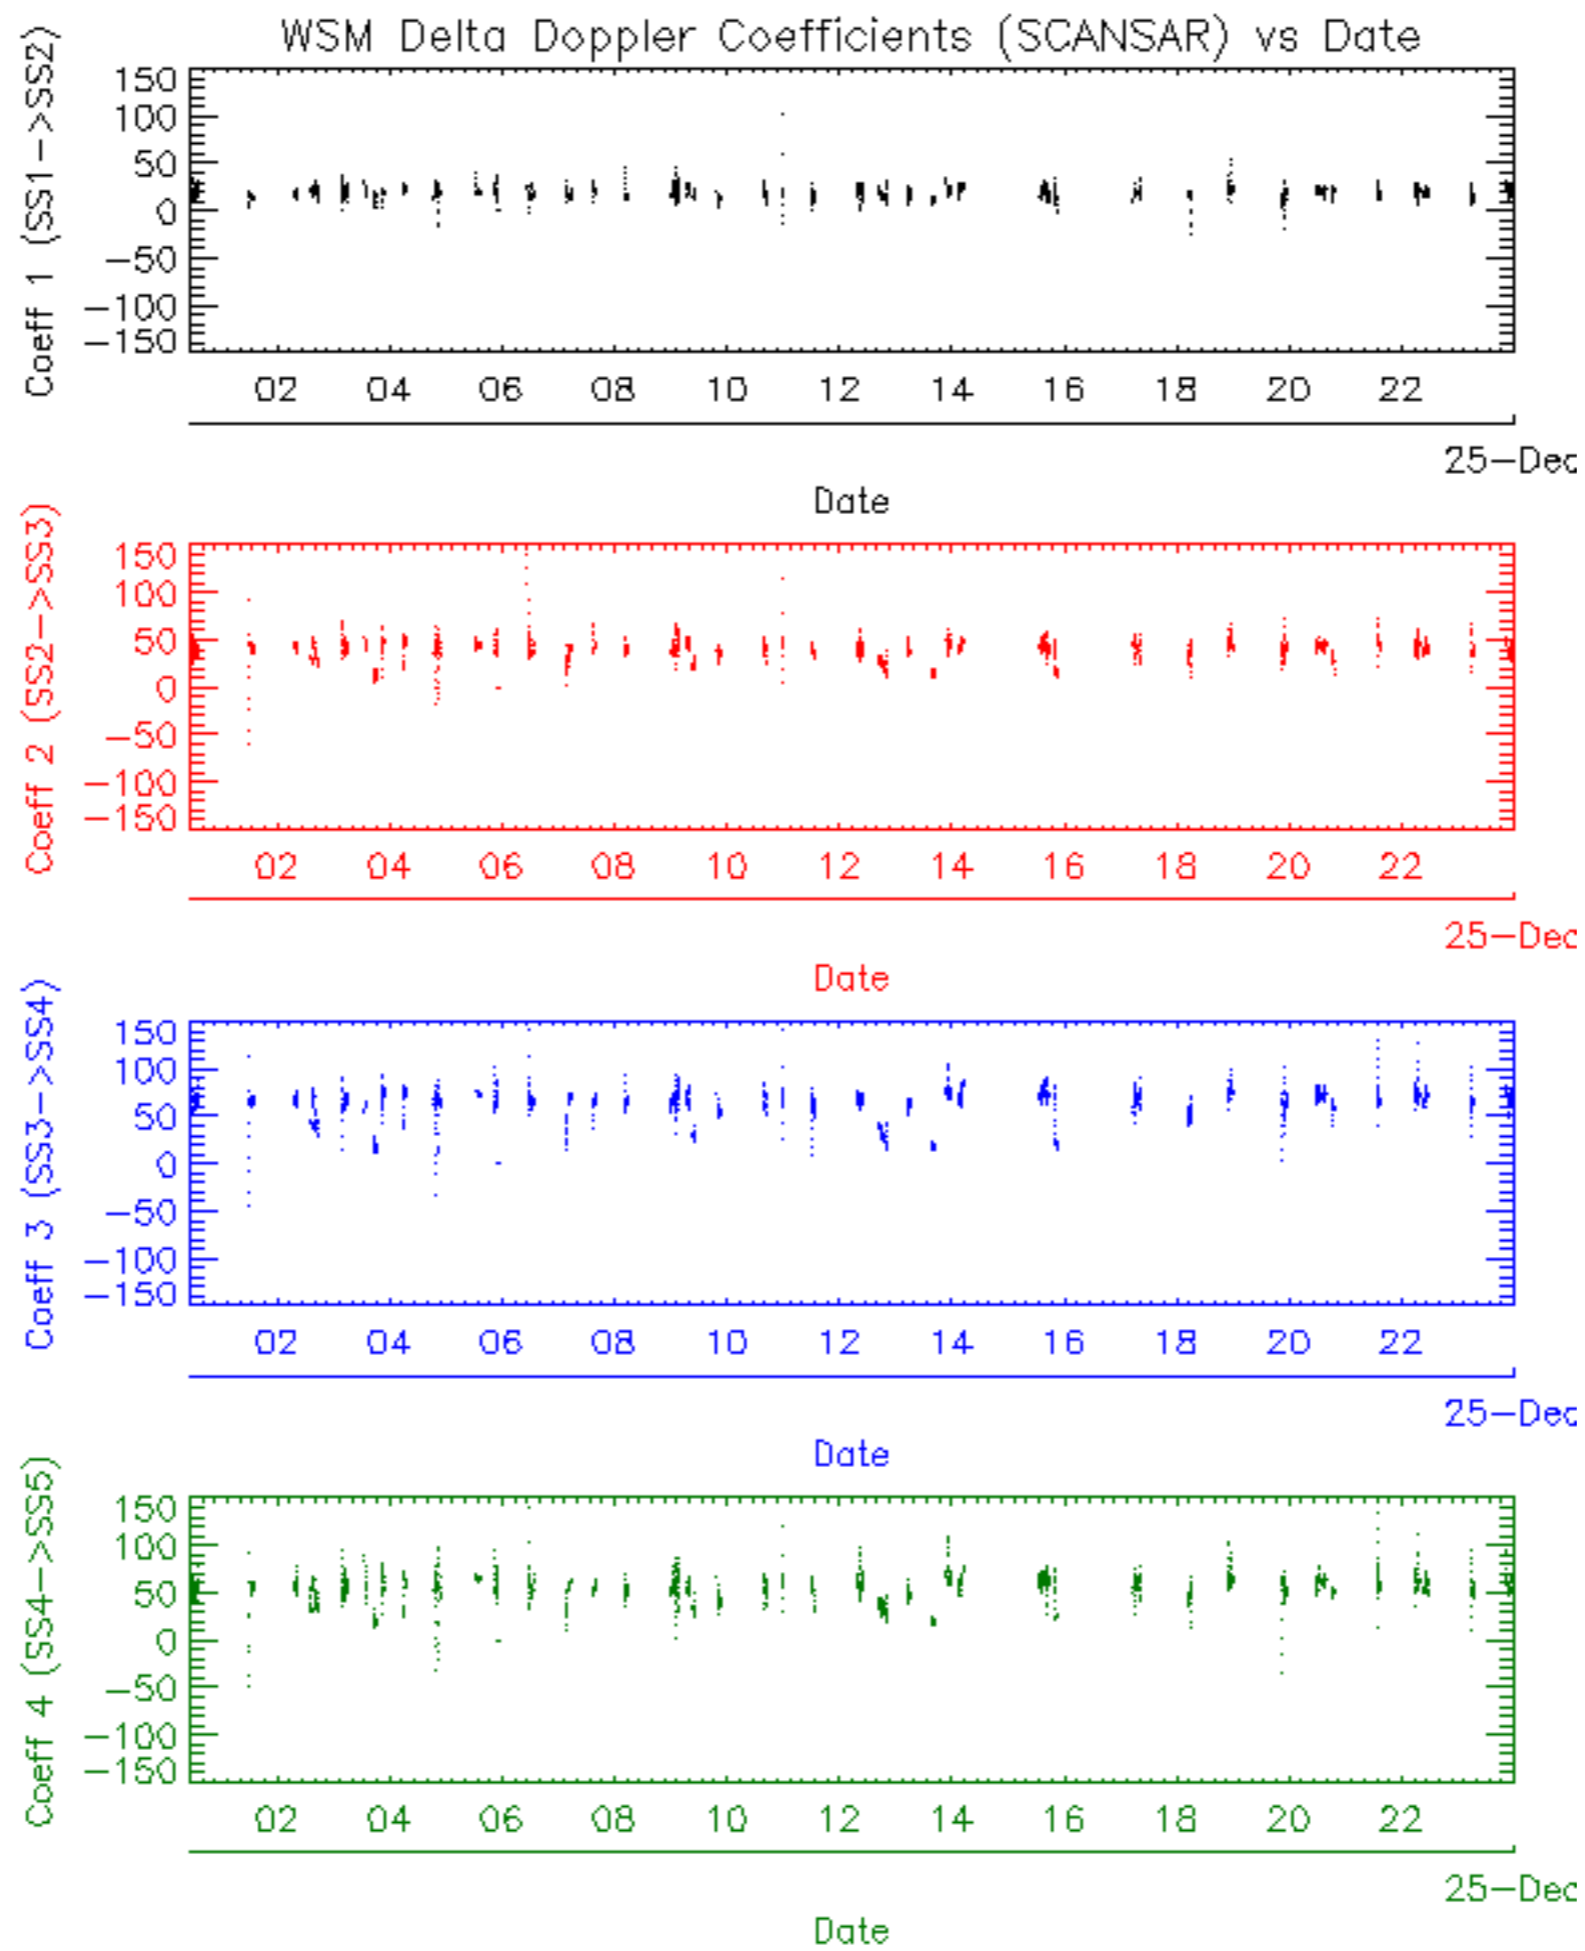 WSM Delta Doppler Coefficients (SCANSAR) vs Date
Coeff 1 (SS1->SS2)
150
100
50
0
-50
-100
-150
02 04 06 08 10 12 14 16 18 20 22
25-Dec
Date
Coeff 2 (SS2->SS3)
150
100
50
0
-50
-100
-150
02 04 06 08 10 12 14 16 18 20 22
25-Dec
Date
Coeff 3 (SS3->SS4)
150
100
50
0
-50
-100
-150
02 04 06 08 10 12 14 16 18 20 22
25-Dec
Date
Coeff 4 (SS4->SS5)
150
100
50
0
-50
-100
-150
02 04 06 08 10 12 14 16 18 20 22
25-Dec
Date